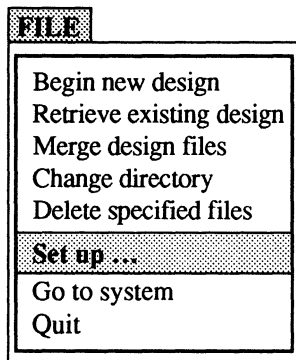 FILE
Begin new design
Retrieve existing design
Merge design files
Change directory
Delete specified files
Set up ...
Go to system
Quit